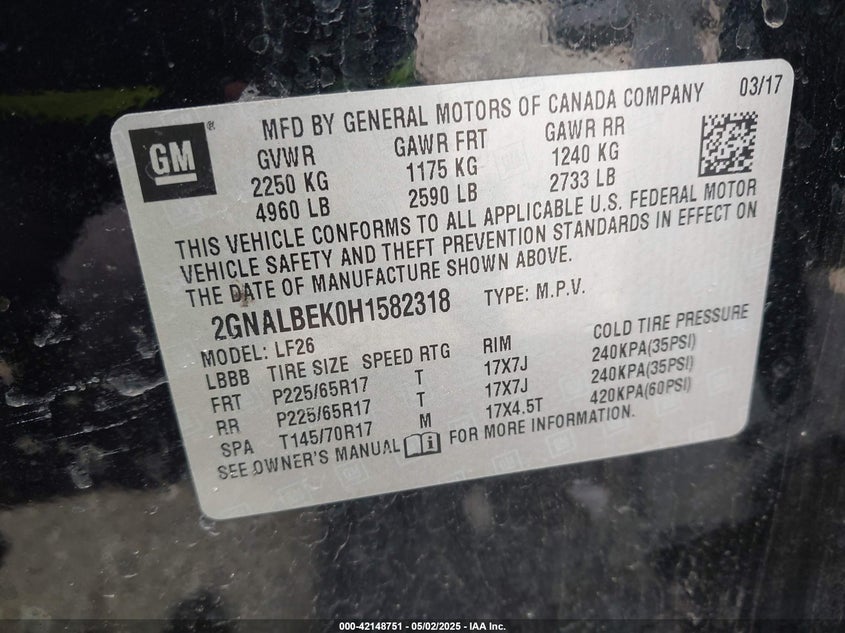 GM® MFD BY GENERAL MOTORS OF CANADA COMPANY 03/17
GVWR GAWR FRT GAWR RR
2250 KG 1175 KG 1240 KG
4960 LB 2590 LB 2733 LB
THIS VEHICLE CONFORMS TO ALL APPLICABLE U.S. FEDERAL MOTOR
VEHICLE SAFETY AND THEFT PREVENTION STANDARDS IN EFFECT ON
THE DATE OF MANUFACTURE SHOWN ABOVE.
2GNALBEK0H1582318 TYPE: M.P.V.
MODEL: LF26
LBBB TIRE SIZE SPEED RTG RIM COLD TIRE PRESSURE
FRT P225/65R17 T 17X7J 240KPA(35PSI)
RR P225/65R17 T 17X7J 240KPA(35PSI)
SPA T145/70R17 M 17X4.5T 420KPA(60PSI)
SEE OWNER'S MANUAL FOR MORE INFORMATION.
000-42148751 - 05/02/2025 - IAA Inc.